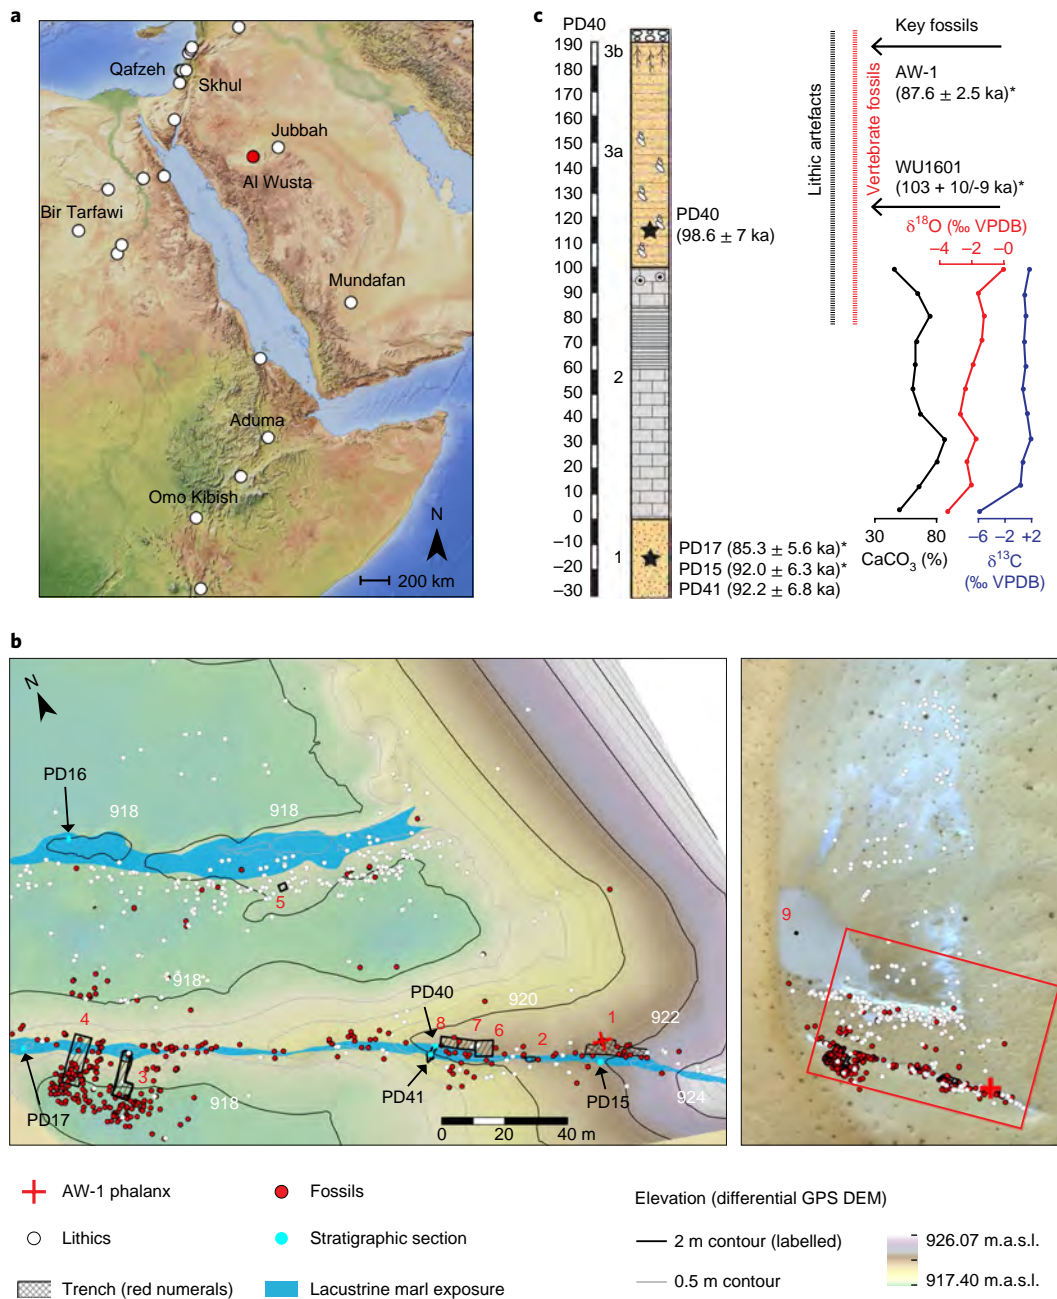 a
Qafzeh
Skhul
Jubbah
Al Wusta
Bir Tarfawi
Mundafan
Aduma
Omo Kibish
N
200 km
c
PD40
190
180
170
160
150
140
130
120
110
100
90
80
70
60
50
40
30
20
10
0
–10
–20
–30
3b
3a
2
1
PD40
(98.6 ± 7 ka)
PD17 (85.3 ± 5.6 ka)*
PD15 (92.0 ± 6.3 ka)*
PD41 (92.2 ± 6.8 ka)
Lithic artefacts
Vertebrate fossils
Key fossils
AW-1
(87.6 ± 2.5 ka)*
WU1601
(103 + 10/-9 ka)*
δ18O (‰ VPDB)
–4 –2 –0
30 80
CaCO3 (%)
–6 –2 +2
δ13C
(‰ VPDB)
b
N
PD16
918
918
5
918
4
3
PD17
918
PD40
920
8
7
6
2
1
922
PD41
PD15
924
0 20 40 m
9
AW-1 phalanx
Lithics
Trench (red numerals)
Fossils
Stratigraphic section
Lacustrine marl exposure
Elevation (differential GPS DEM)
2 m contour (labelled)
0.5 m contour
926.07 m.a.s.l.
917.40 m.a.s.l.